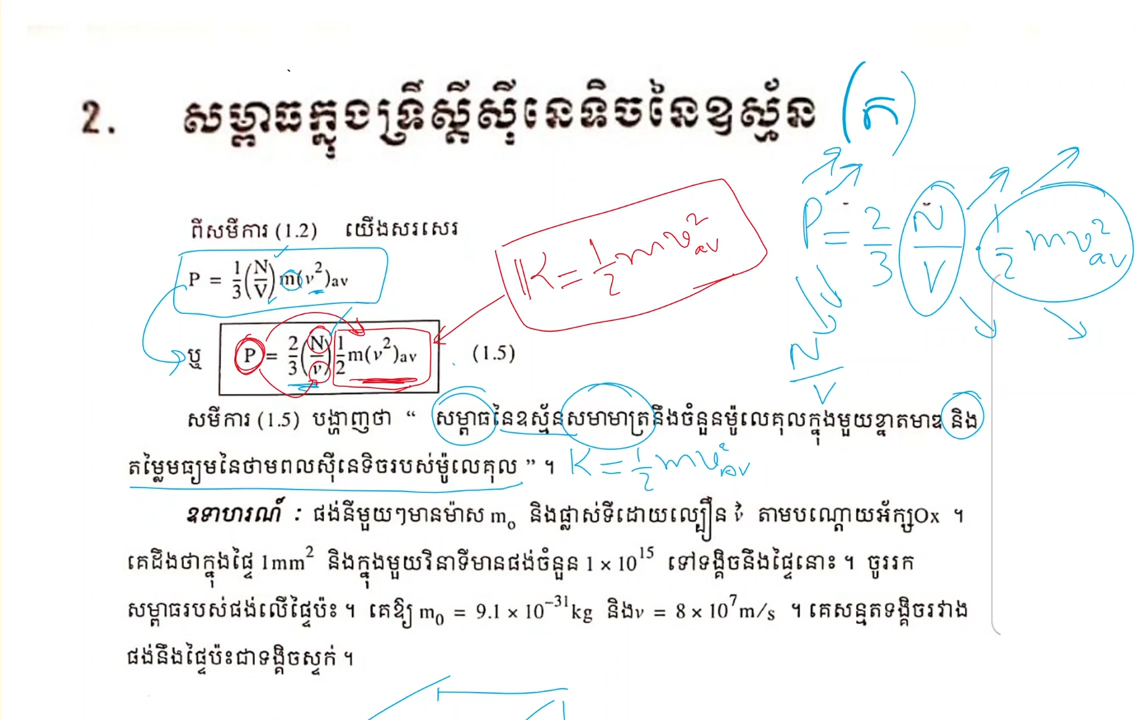 2. សម្ពាធក្នុងទ្រឹស្តីស៊ីនេទិចនៃឧស្ម័ន (ត)
ពីសមីការ (1.2) យើងសរសេរ
P = 1/3 (N/V) m(v²)av
K = 1/2 mv²av
P = 2/3 N/V · 1/2 mv²av
ឬ P = 2/3 (N/v) 1/2 m(v²)av (1.5)
N/V
សមីការ (1.5) បង្ហាញថា “ សម្ពាធនៃឧស្ម័នសមាមាត្រនឹងចំនួនម៉ូលេគុលក្នុងមួយខ្នាតមាឌ និង
តម្លៃមធ្យមនៃថាមពលស៊ីនេទិចរបស់ម៉ូលេគុល ” ។ K = 1/2 mv²av
ឧទាហរណ៍ : ផង់នីមួយៗមានម៉ាស m₀ និងផ្លាស់ទីដោយល្បឿន v⃗ តាមបណ្តោយអ័ក្សOx ។
គេដឹងថាក្នុងផ្ទៃ 1mm² និងក្នុងមួយវិនាទីមានផង់ចំនួន 1 × 10¹⁵ ទៅទង្គិចនឹងផ្ទៃនោះ ។ ចូររក
សម្ពាធរបស់ផង់លើផ្ទៃប៉ះ ។ គេឱ្យ m₀ = 9.1 × 10⁻³¹kg និងv = 8 × 10⁷m/s ។ គេសន្មតទង្គិចរវាង
ផង់នឹងផ្ទៃប៉ះជាទង្គិចស្ទក់ ។